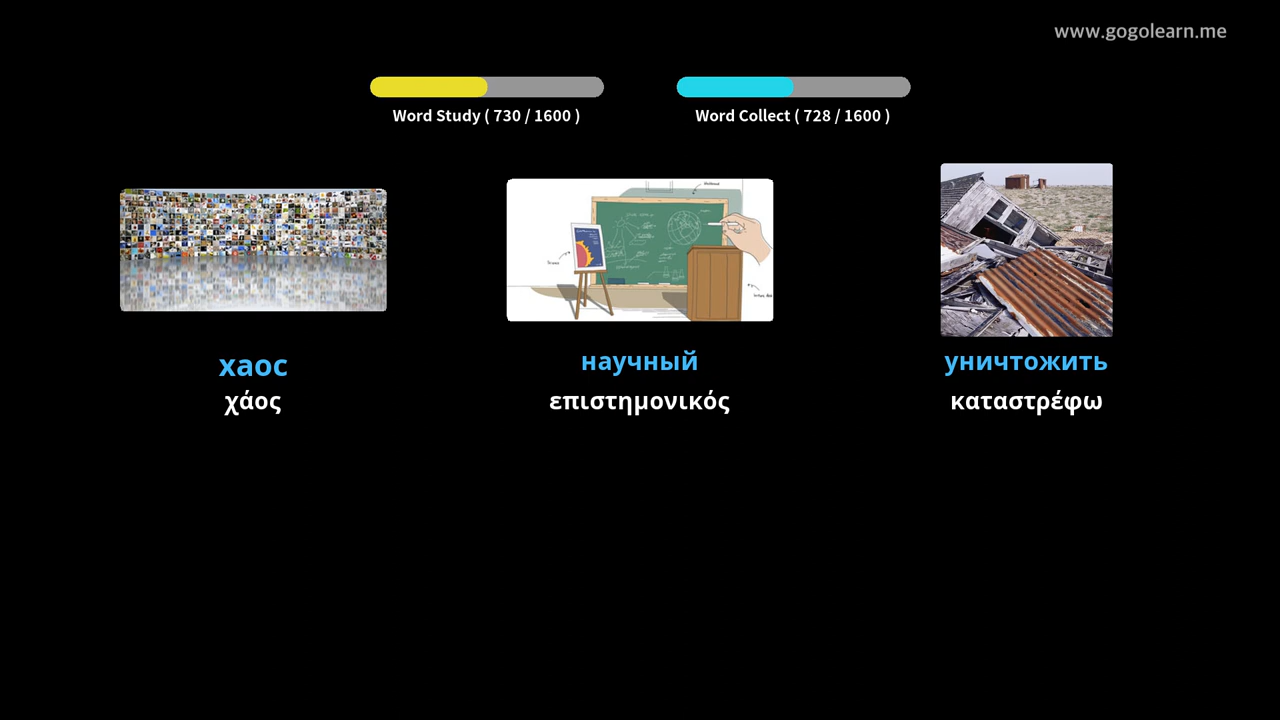 www.gogolearn.me
Word Study ( 730 / 1600 )
Word Collect ( 728 / 1600 )
хаос
χάος
научный
επιστημονικός
уничтожить
καταστρέφω